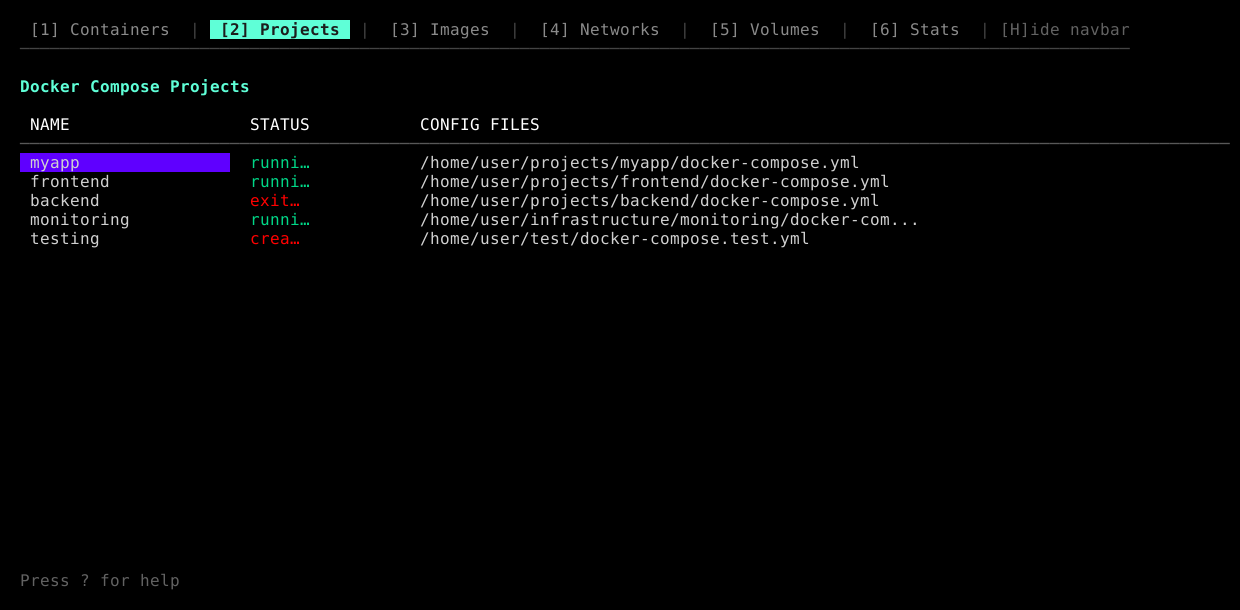 [1] Containers | [2] Projects | [3] Images | [4] Networks | [5] Volumes | [6] Stats | [H]ide navbar
Docker Compose Projects
NAME STATUS CONFIG FILES
myapp runni… /home/user/projects/myapp/docker-compose.yml
frontend runni… /home/user/projects/frontend/docker-compose.yml
backend exit… /home/user/projects/backend/docker-compose.yml
monitoring runni… /home/user/infrastructure/monitoring/docker-com...
testing crea… /home/user/test/docker-compose.test.yml
Press ? for help